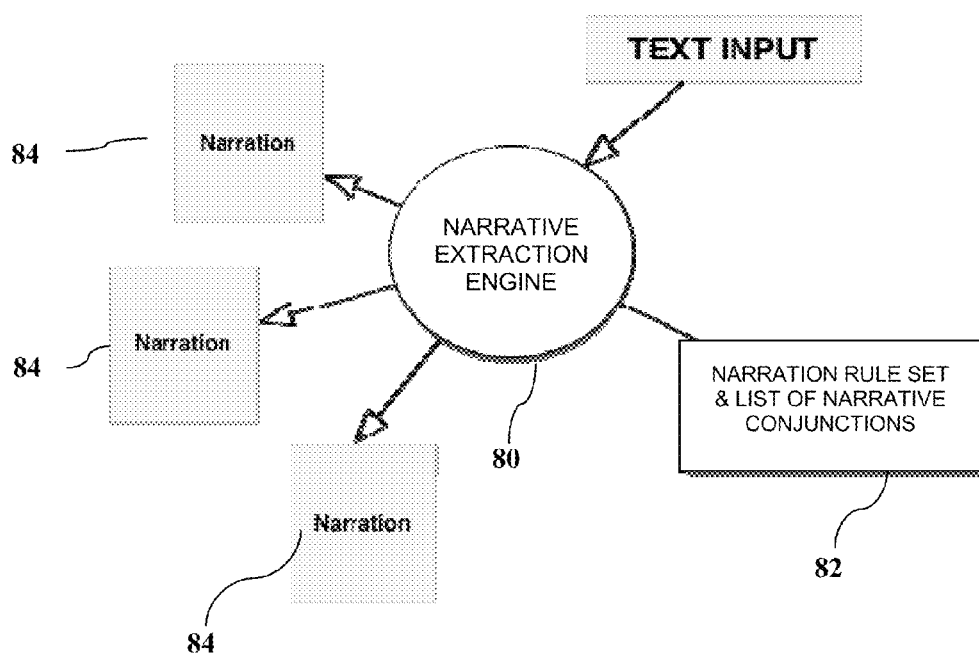 TEXT INPUT
Narration
84
NARRATIVE
EXTRACTION
ENGINE
Narration
84
NARRATION RULE SET
& LIST OF NARRATIVE
CONJUNCTIONS
80
Narration
82
84